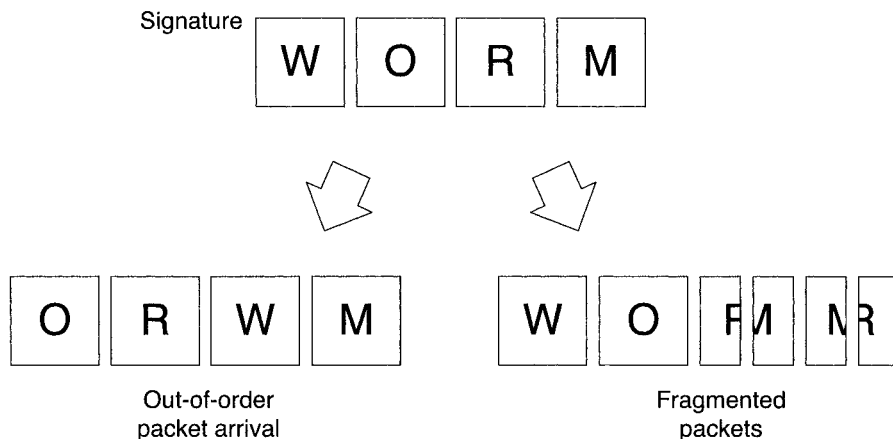 Signature
W O R M
O R W M
W O R M M R
Out-of-order
packet arrival
Fragmented
packets